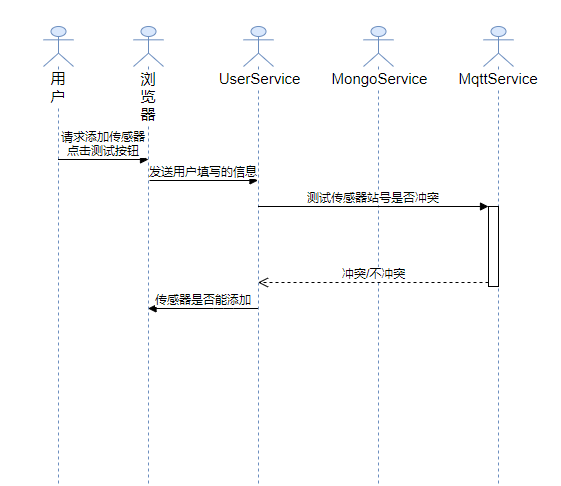 用
户
浏
览
器
UserService
MongoService
MqttService
请求添加传感器
点击测试按钮
发送用户填写的信息
测试传感器站号是否冲突
冲突/不冲突
传感器是否能添加